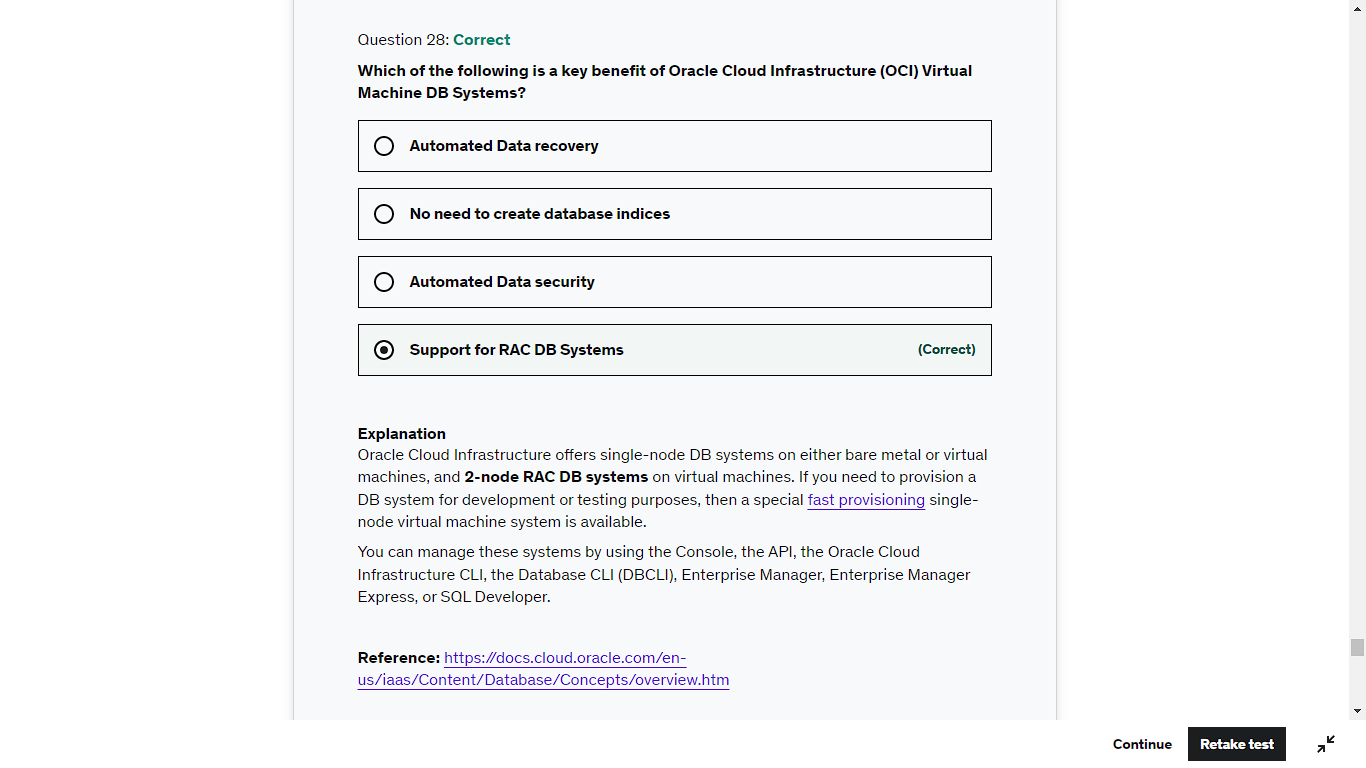 Question 28: Correct
Which of the following is a key benefit of Oracle Cloud Infrastructure (OCI) Virtual
Machine DB Systems?
Automated Data recovery
No need to create database indices
Automated Data security
Support for RAC DB Systems (Correct)
Explanation
Oracle Cloud Infrastructure offers single-node DB systems on either bare metal or virtual
machines, and 2-node RAC DB systems on virtual machines. If you need to provision a
DB system for development or testing purposes, then a special fast provisioning single-
node virtual machine system is available.
You can manage these systems by using the Console, the API, the Oracle Cloud
Infrastructure CLI, the Database CLI (DBCLI), Enterprise Manager, Enterprise Manager
Express, or SQL Developer.
Reference: https://docs.cloud.oracle.com/en-
us/iaas/Content/Database/Concepts/overview.htm
Continue Retake test